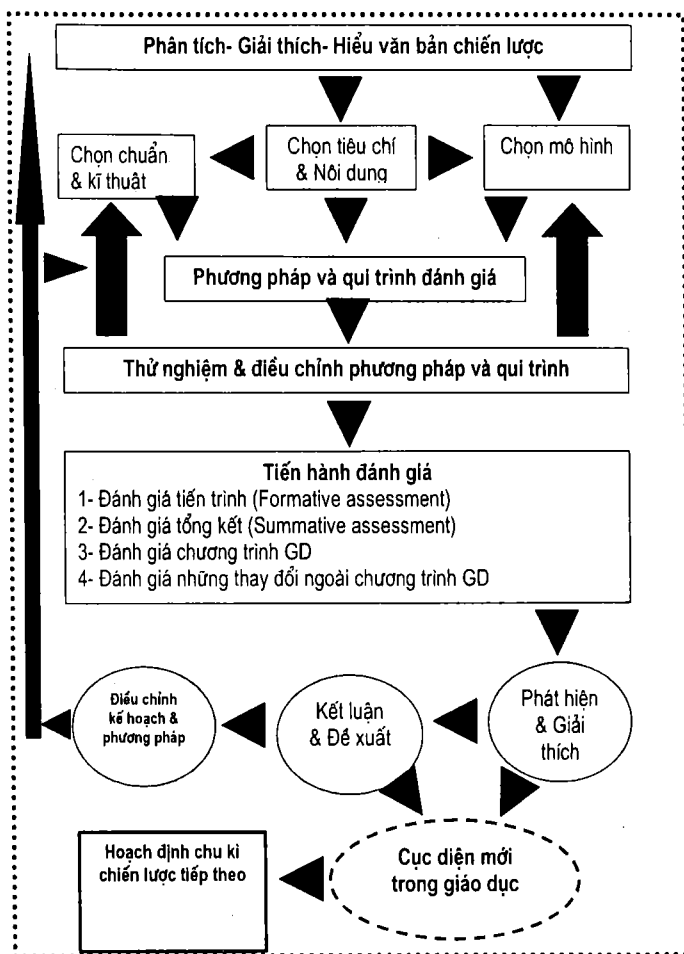 Phân tích- Giải thích- Hiểu văn bản chiến lược
Chọn chuẩn
& kĩ thuât
Chọn tiêu chí
& Nôi dung
Chọn mô hình
Phương pháp và qui trình đánh giá
Thử nghiệm & điều chỉnh phương pháp và qui trình
Tiến hành đánh giá
1- Đánh giá tiến trình (Formative assessment)
2- Đánh giá tổng kết (Summative assessment)
3- Đánh giá chương trình GD
4- Đánh giá những thay đổi ngoài chương trình GD
Điều chỉnh
kế hoạch &
phương pháp
Kết luận
& Đề xuất
Phát hiện
& Giải
thích
Hoạch định chu kì
chiến lược tiếp theo
Cục diện mới
trong giáo dục